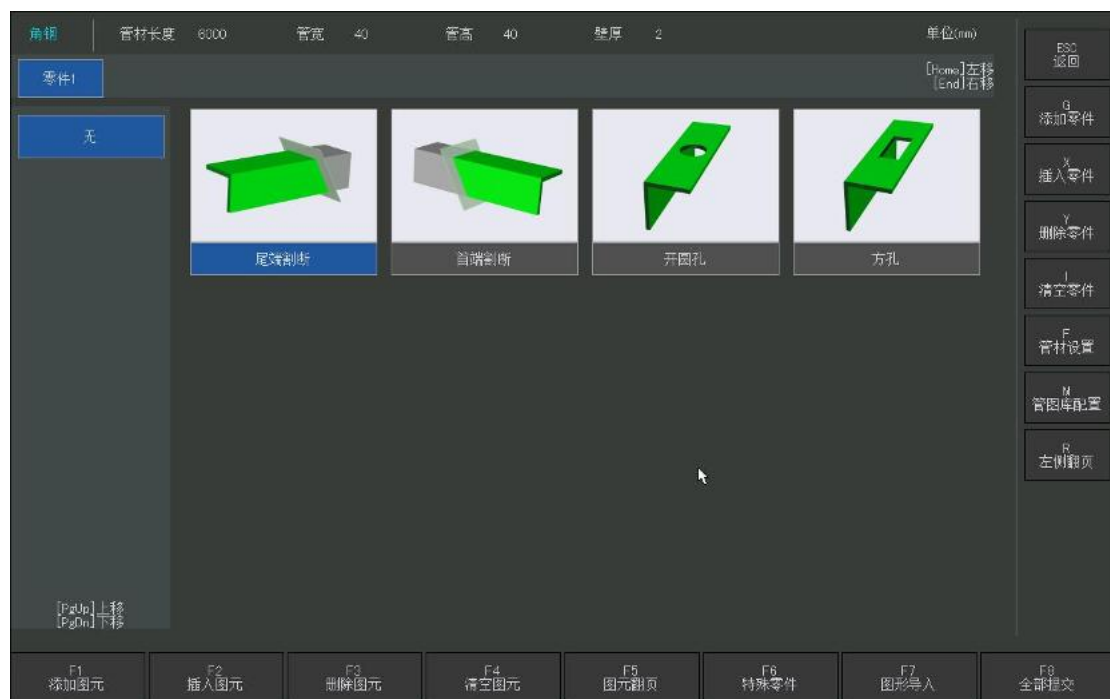 角钢 管材长度 6000 管宽 40 管高 40 壁厚 2 单位(mm)
零件1
[Home]左移
[End]右移
无
尾端割断 首端割断 开圆孔 方孔
[PgUp]上移
[PgDn]下移
ESC
返回
G
添加零件
X
插入零件
Y
删除零件
I
清空零件
F
管材设置
N
管图库配置
R
左侧翻页
F1
添加图元
F2
插入图元
F3
删除图元
F4
清空图元
F5
图元翻页
F6
特殊零件
F7
图形导入
F8
全部提交